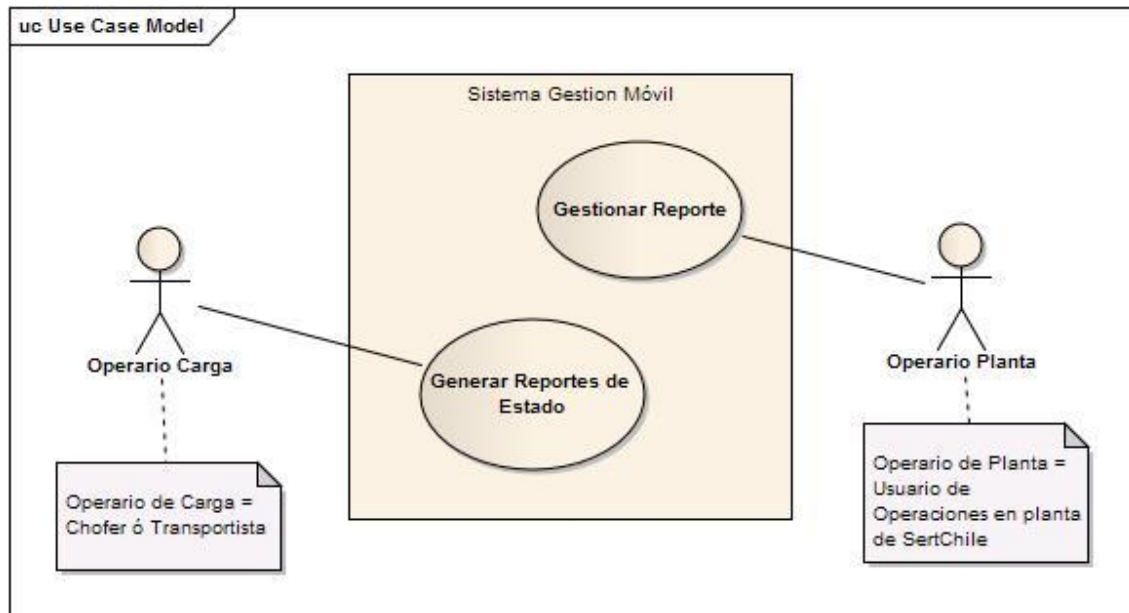 uc Use Case Model
Sistema Gestion Móvil
Gestionar Reporte
Generar Reportes de
Estado
Operario Carga
Operario Planta
Operario de Carga =
Chofer ó Transportista
Operario de Planta =
Usuario de
Operaciones en planta
de SertChile